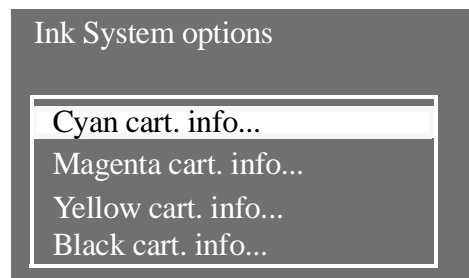 Ink System options
Cyan cart. info...
Magenta cart. info...
Yellow cart. info...
Black cart. info...